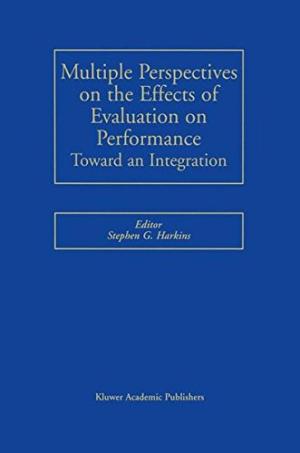 Multiple Perspectives
on the Effects of
Evaluation on
Performance
Toward an Integration
Editor
Stephen G. Harkins
Kluwer Academic Publishers